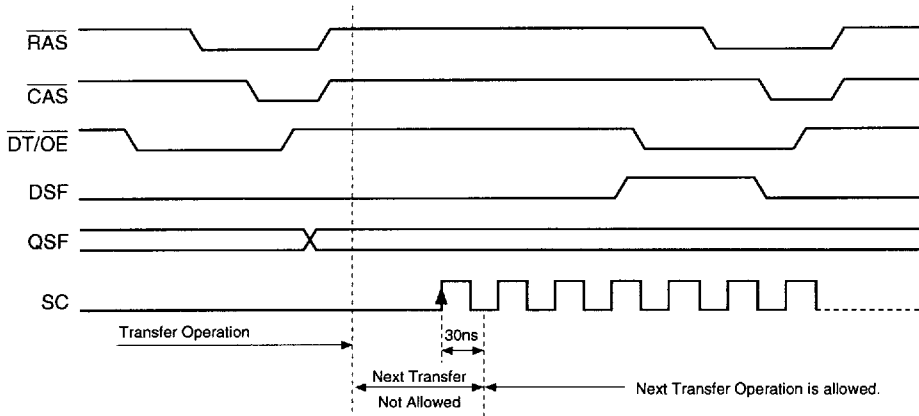 RAS
CAS
DT/OE
DSF
QSF
SC
Transfer Operation
30ns
Next Transfer
Not Allowed
Next Transfer Operation is allowed.